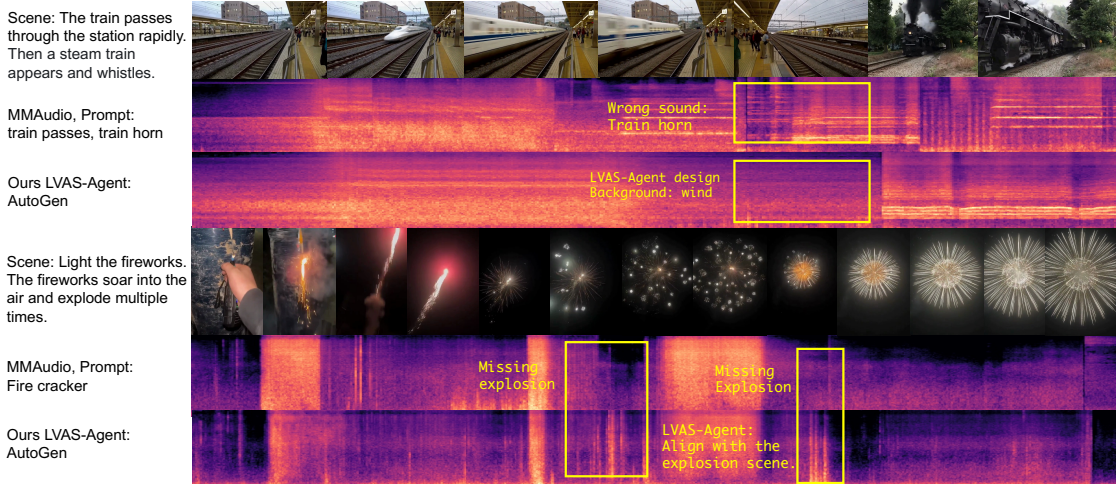 Scene: The train passes
through the station rapidly.
Then a steam train
appears and whistles.
MMAudio, Prompt:
train passes, train horn
Wrong sound:
Train horn
Ours LVAS-Agent:
AutoGen
LVAS-Agent design
Background: wind
Scene: Light the fireworks.
The fireworks soar into the
air and explode multiple
times.
MMAudio, Prompt:
Fire cracker
Missing
explosion
Missing
Explosion
Ours LVAS-Agent:
AutoGen
LVAS-Agent:
Align with the
explosion scene.